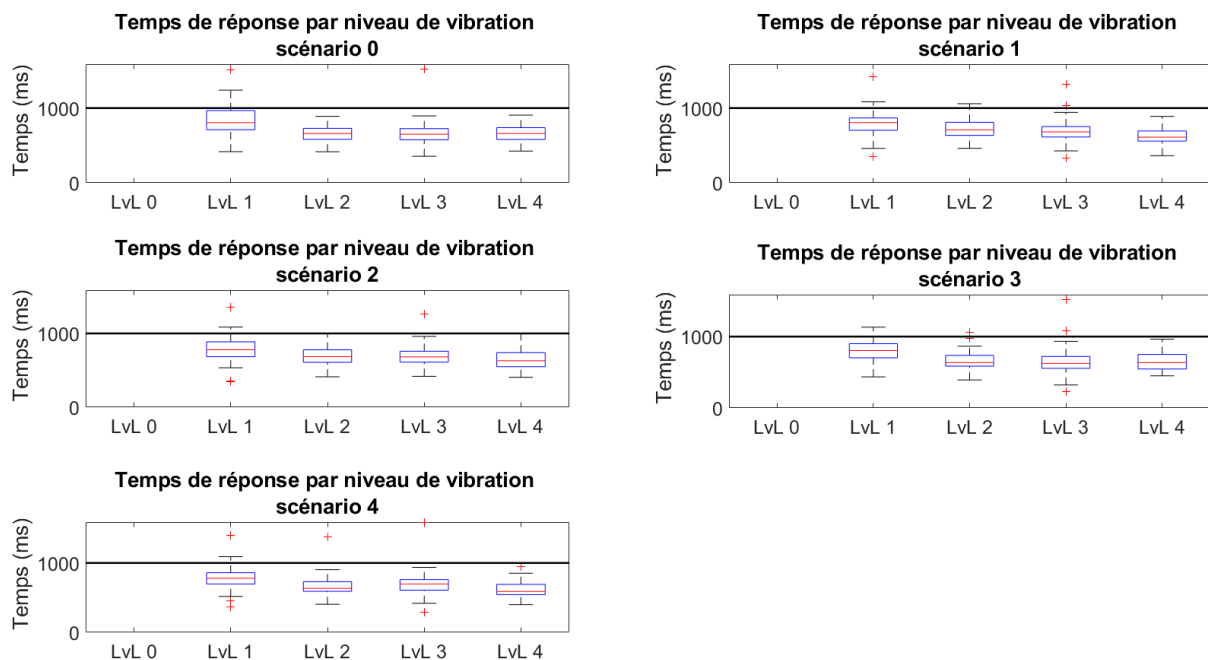 Temps de réponse par niveau de vibration
scénario 0
Temps (ms)
1000
0
LvL 0 LvL 1 LvL 2 LvL 3 LvL 4
Temps de réponse par niveau de vibration
scénario 1
Temps (ms)
1000
0
LvL 0 LvL 1 LvL 2 LvL 3 LvL 4
Temps de réponse par niveau de vibration
scénario 2
Temps (ms)
1000
0
LvL 0 LvL 1 LvL 2 LvL 3 LvL 4
Temps de réponse par niveau de vibration
scénario 3
Temps (ms)
1000
0
LvL 0 LvL 1 LvL 2 LvL 3 LvL 4
Temps de réponse par niveau de vibration
scénario 4
Temps (ms)
1000
0
LvL 0 LvL 1 LvL 2 LvL 3 LvL 4